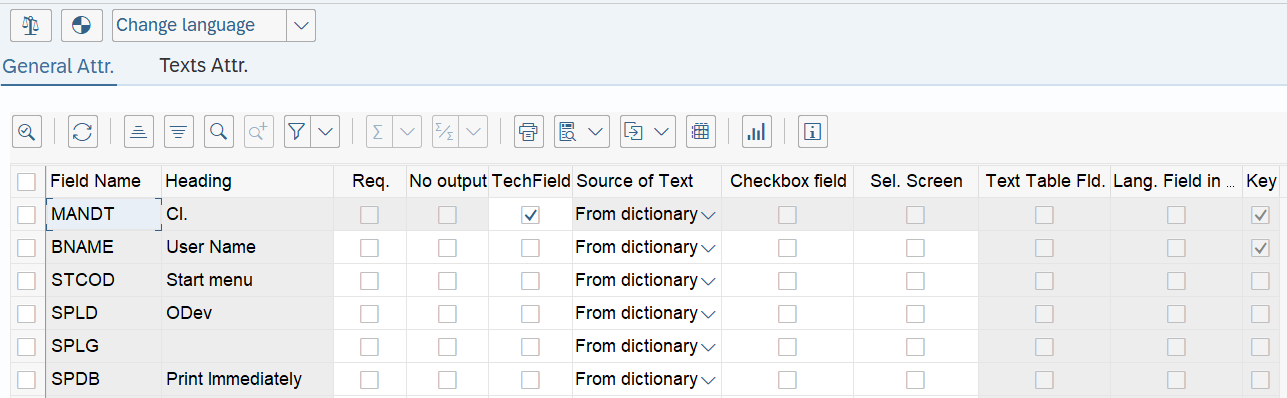 Change language
General Attr. Texts Attr.
Field Name Heading Req. No output TechField Source of Text Checkbox field Sel. Screen Text Table Fld. Lang. Field in ... Key
MANDT Cl. From dictionary
BNAME User Name From dictionary
STCOD Start menu From dictionary
SPLD ODev From dictionary
SPLG From dictionary
SPDB Print Immediately From dictionary